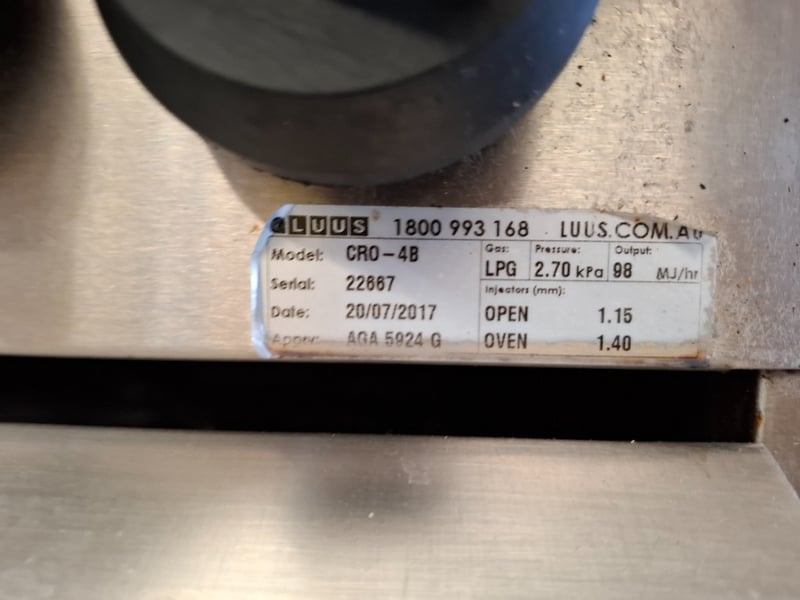 LUUS 1800 993 168 LUUS.COM.AU
Model: CRO-4B
Serial: 22667
Date: 20/07/2017
Apprv: AGA 5924 G
Gas: Pressure: Output:
LPG 2.70 kPa 98 MJ/hr
Injectors (mm):
OPEN 1.15
OVEN 1.40